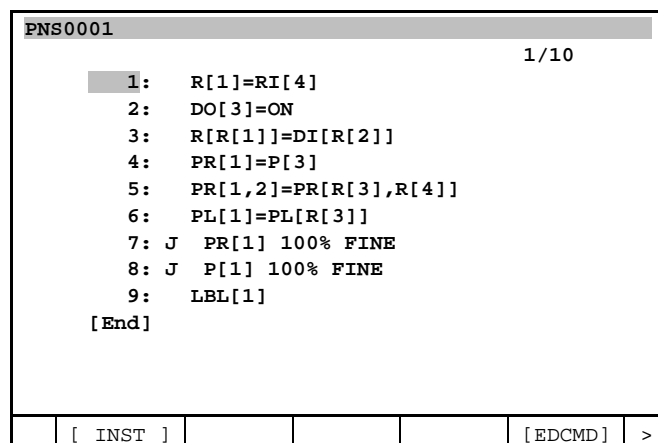 PNS0001
1/10
1: R[1]=RI[4]
2: DO[3]=ON
3: R[R[1]]=DI[R[2]]
4: PR[1]=P[3]
5: PR[1,2]=PR[R[3],R[4]]
6: PL[1]=PL[R[3]]
7: J PR[1] 100% FINE
8: J P[1] 100% FINE
9: LBL[1]
[End]
[ INST ] [EDCMD] >